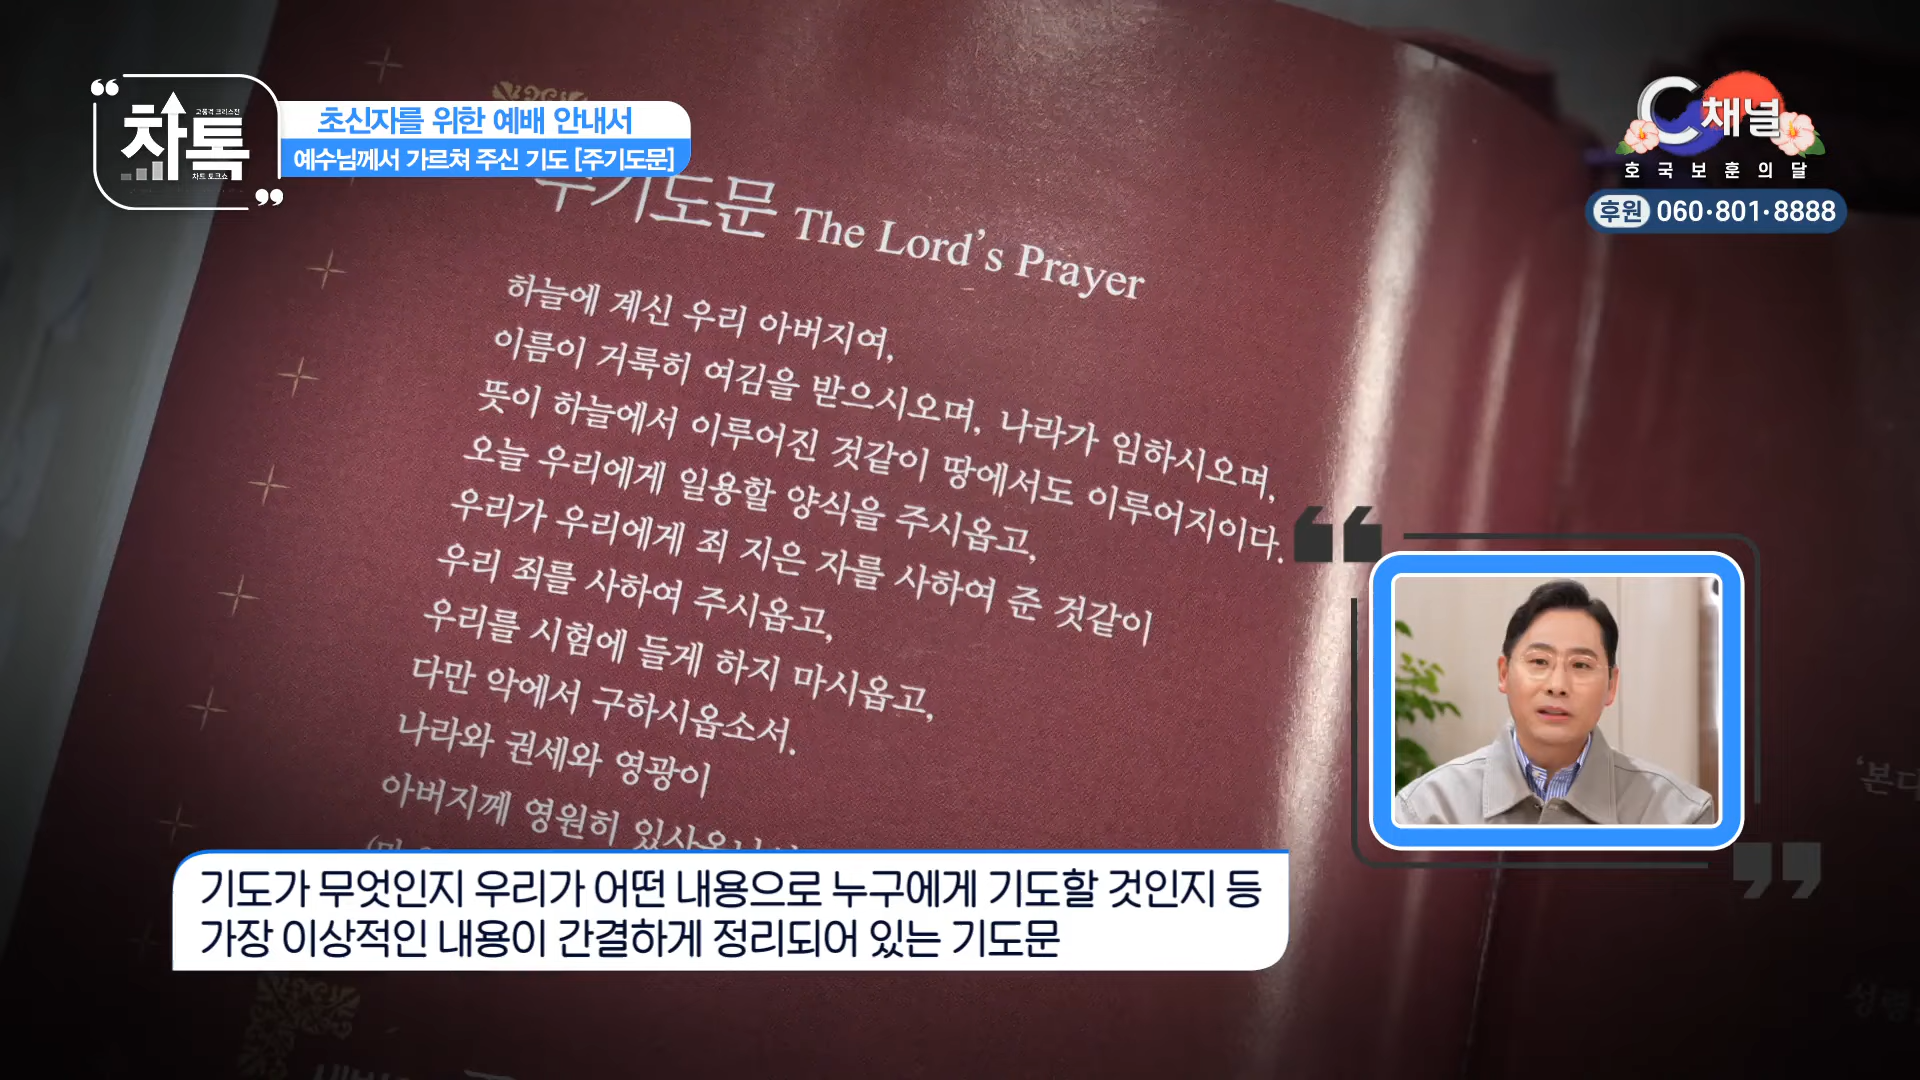 고품격 크리스천
차톡
차트 토크쇼
초신자를 위한 예배 안내서
예수님께서 가르쳐 주신 기도 [주기도문]
C채널
호국보훈의달
후원 060·801·8888
주기도문 The Lord's Prayer
하늘에 계신 우리 아버지여,
이름이 거룩히 여김을 받으시오며, 나라가 임하시오며,
뜻이 하늘에서 이루어진 것같이 땅에서도 이루어지이다.
오늘 우리에게 일용할 양식을 주시옵고,
우리가 우리에게 죄 지은 자를 사하여 준 것같이
우리 죄를 사하여 주시옵고,
우리를 시험에 들게 하지 마시옵고,
다만 악에서 구하시옵소서.
나라와 권세와 영광이
아버지께 영원히
기도가 무엇인지 우리가 어떤 내용으로 누구에게 기도할 것인지 등
가장 이상적인 내용이 간결하게 정리되어 있는 기도문